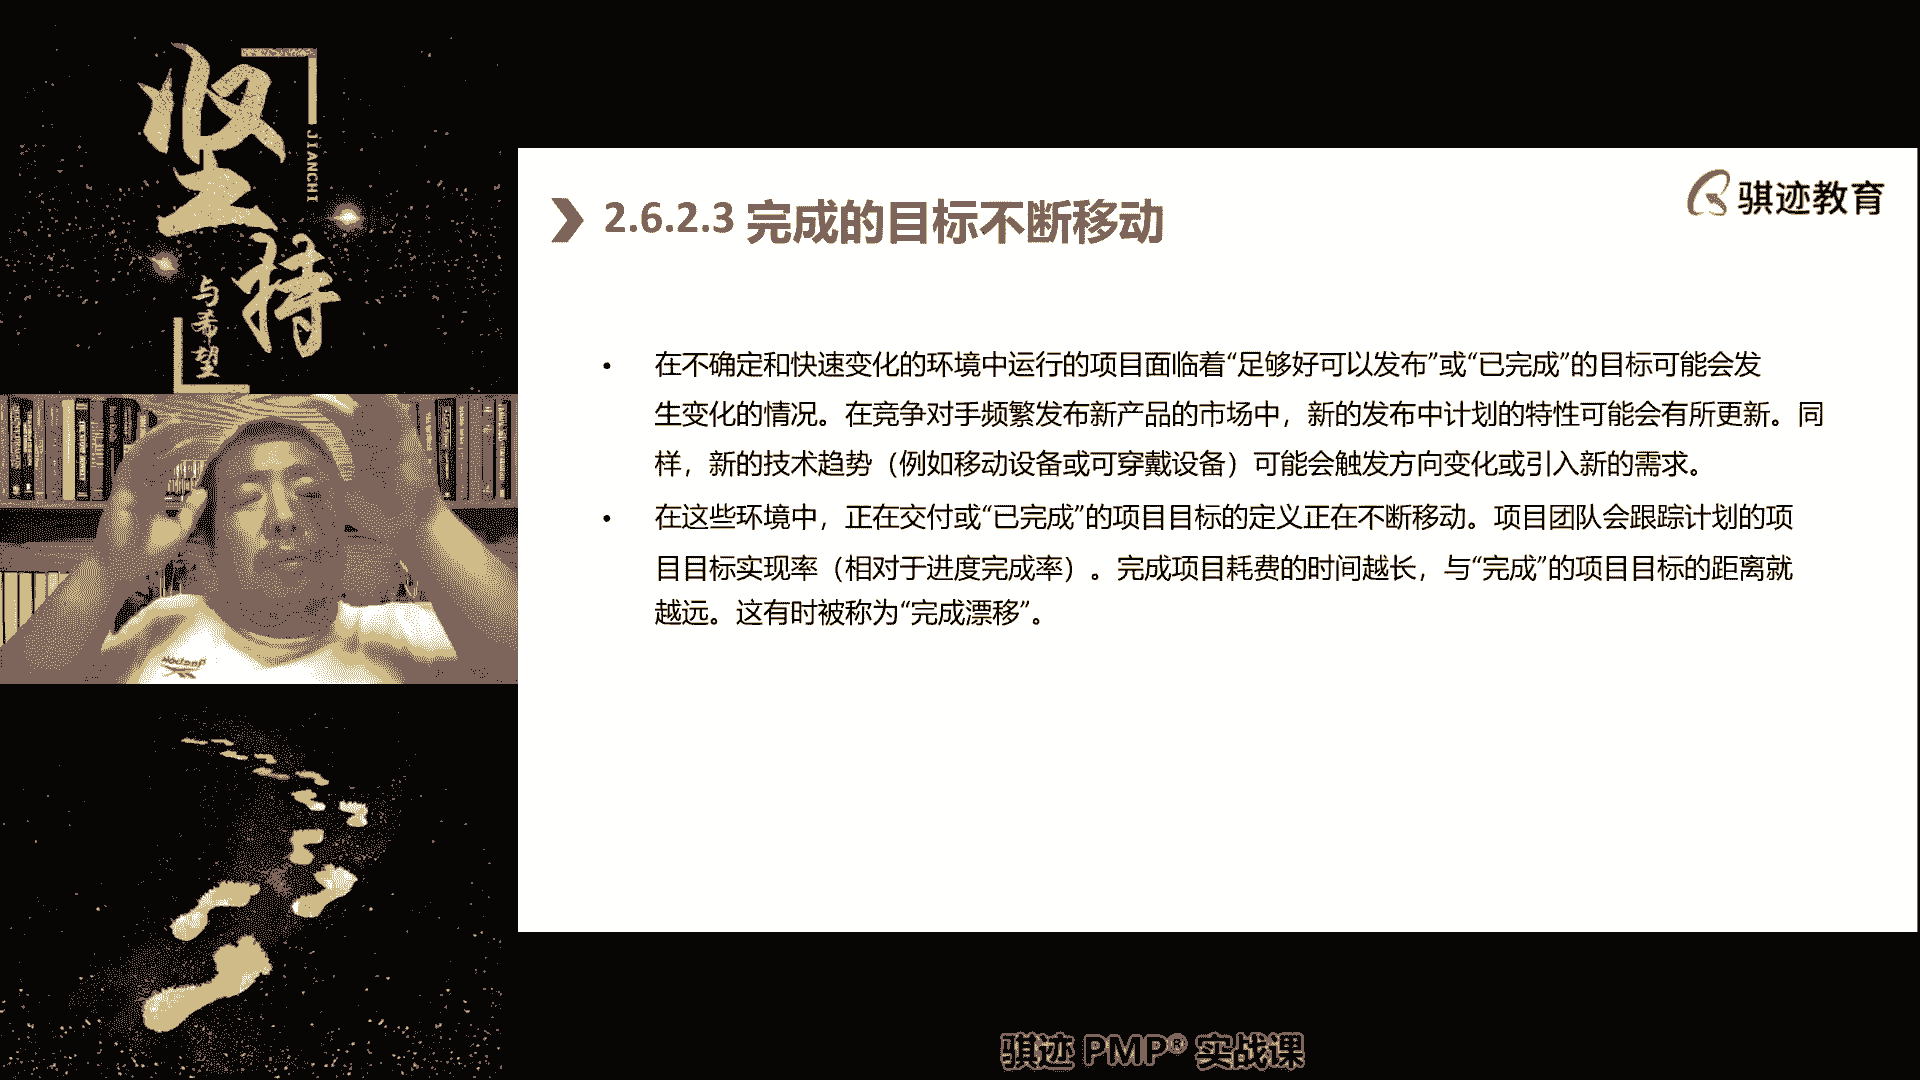 坚持
JIANCHI
与希望
骐迹教育
2.6.2.3 完成的目标不断移动
• 在不确定和快速变化的环境中运行的项目面临着“足够好可以发布”或“已完成”的目标可能会发
生变化的情况。在竞争对手频繁发布新产品的市场中，新的发布中计划的特性可能会有所更新。同
样，新的技术趋势（例如移动设备或可穿戴设备）可能会触发方向变化或引入新的需求。
• 在这些环境中，正在交付或“已完成”的项目目标的定义正在不断移动。项目团队会跟踪计划的项
目目标实现率（相对于进度完成率）。完成项目耗费的时间越长，与“完成”的项目目标的距离就
越远。这有时被称为“完成漂移”。
骐迹 PMP® 实战课